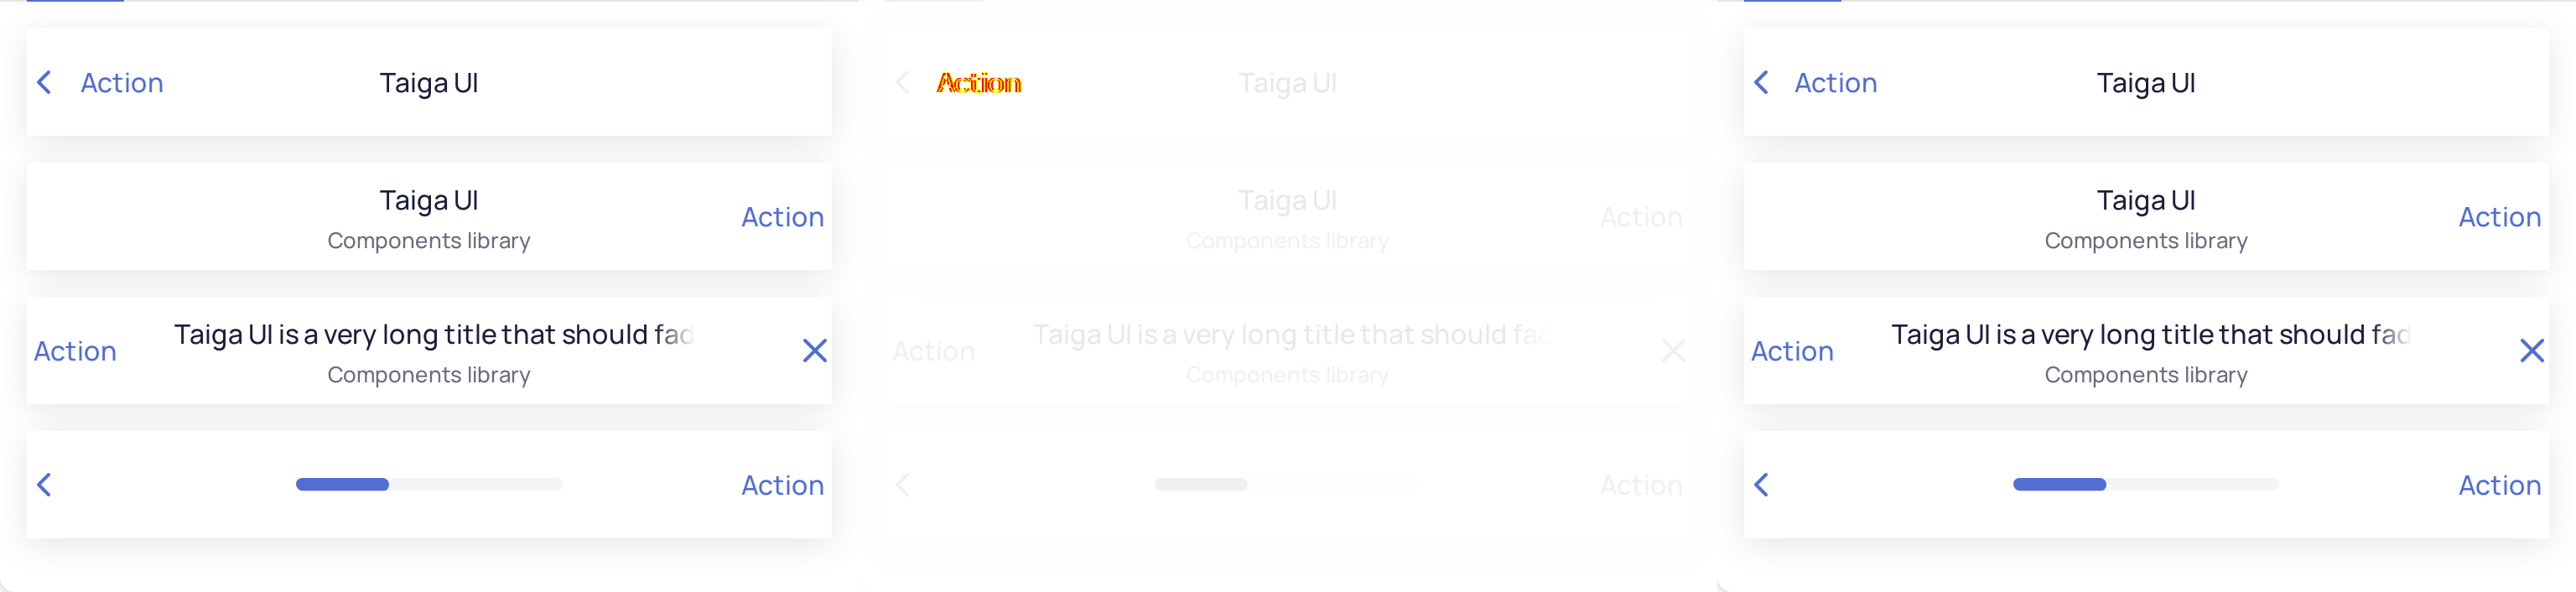 Action Taiga UI
Taiga UI
Action
Components library
Taiga UI is a very long title that should fad
Action
Components library
Action
Action Taiga UI
Taiga UI
Action
Components library
Taiga UI is a very long title that should fad
Action
Components library
Action
Action Taiga UI
Taiga UI
Action
Components library
Taiga UI is a very long title that should fad
Action
Components library
Action